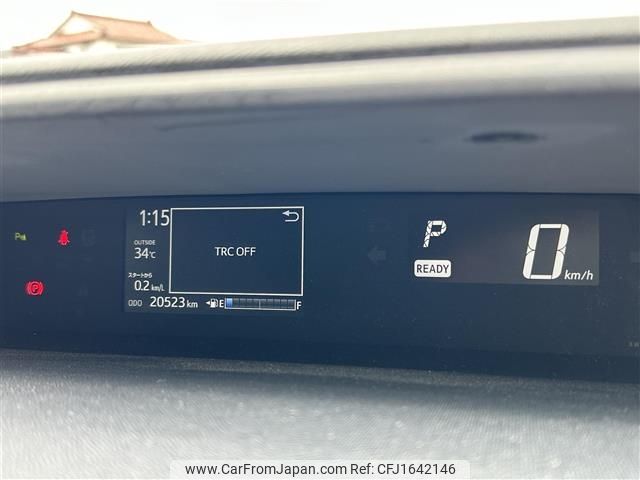 1:15
OUTSIDE
34℃
スタートから
0.2 km/L
ODO 20523 km
E F
TRC OFF
P
READY
0 km/h
P
(P)
www.CarFromJapan.com | REF:CFJ1642146